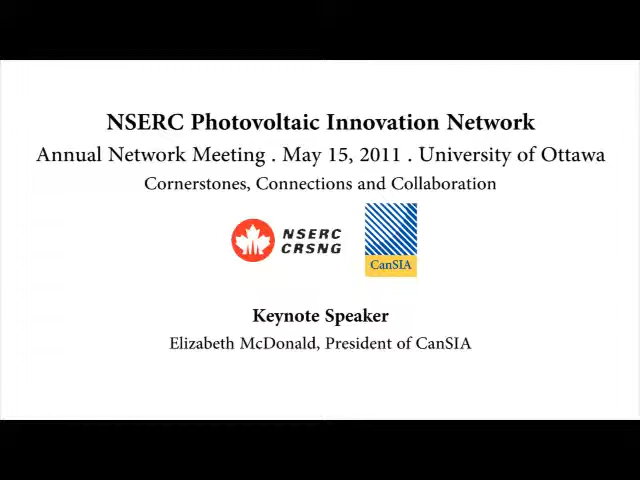 NSERC Photovoltaic Innovation Network
Annual Network Meeting . May 15, 2011 . University of Ottawa
Cornerstones, Connections and Collaboration
NSERC
CRSNG
CanSIA
Keynote Speaker
Elizabeth McDonald, President of CanSIA